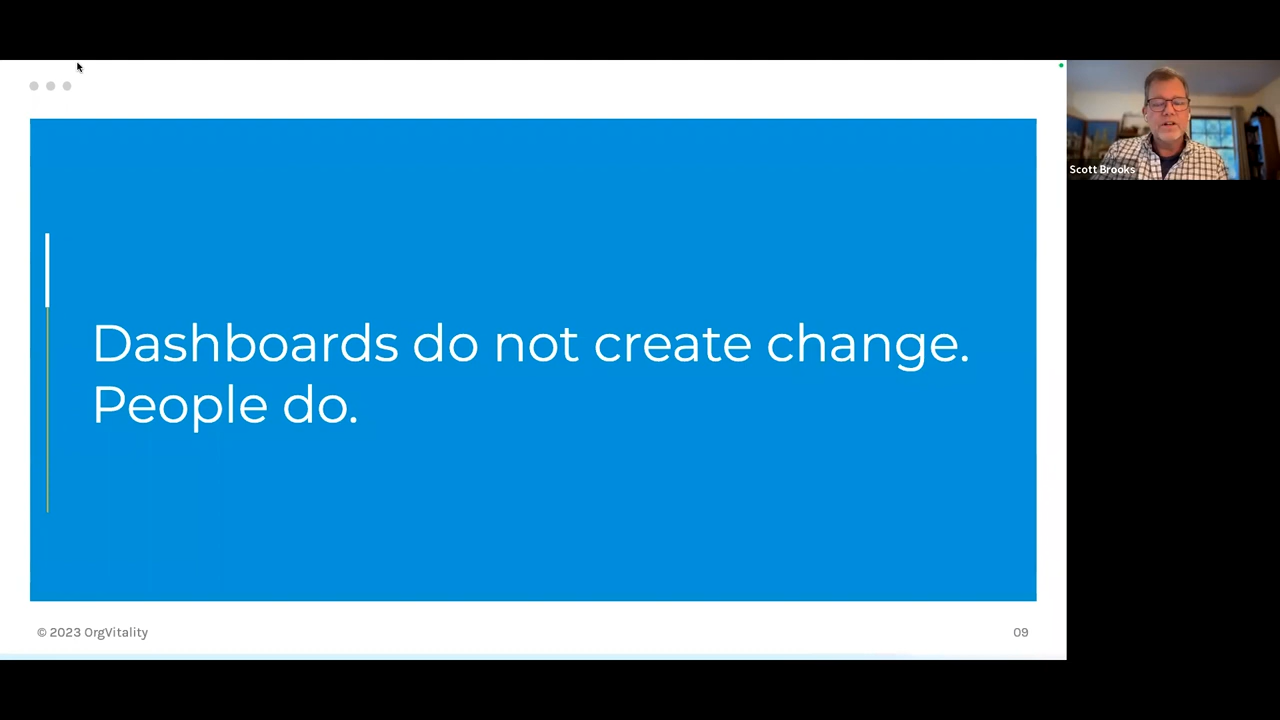 Dashboards do not create change.
People do.
© 2023 OrgVitality
09
Scott Brooks